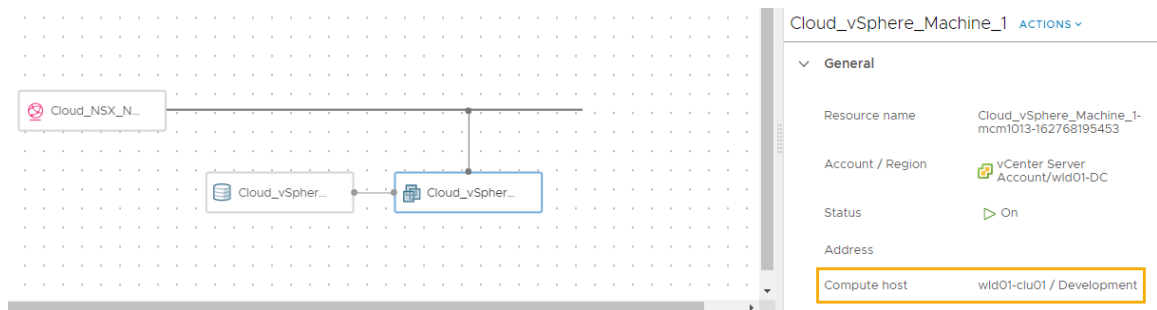 Cloud_vSphere_Machine_1 ACTIONS
General
Cloud_NSX_N...
Resource name
Cloud_vSphere_Machine_1-
mcm1013-162768195453
Account / Region
vCenter Server
Account/wld01-DC
Cloud_vSpher...
Cloud_vSpher...
Status
On
Address
Compute host
wld01-clu01 / Development